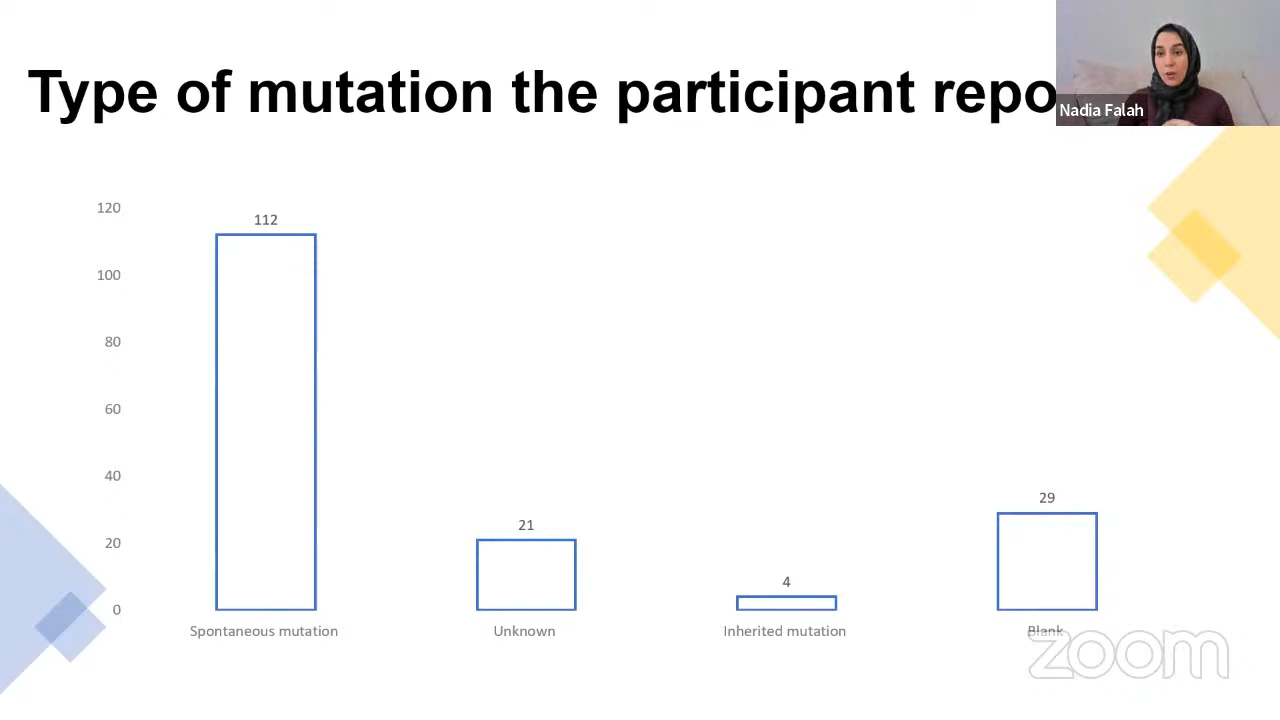 Type of mutation the participant repo
Nadia Falah
120
112
100
80
60
40
29
21
20
4
0
Spontaneous mutation
Unknown
Inherited mutation
Blank
zoom